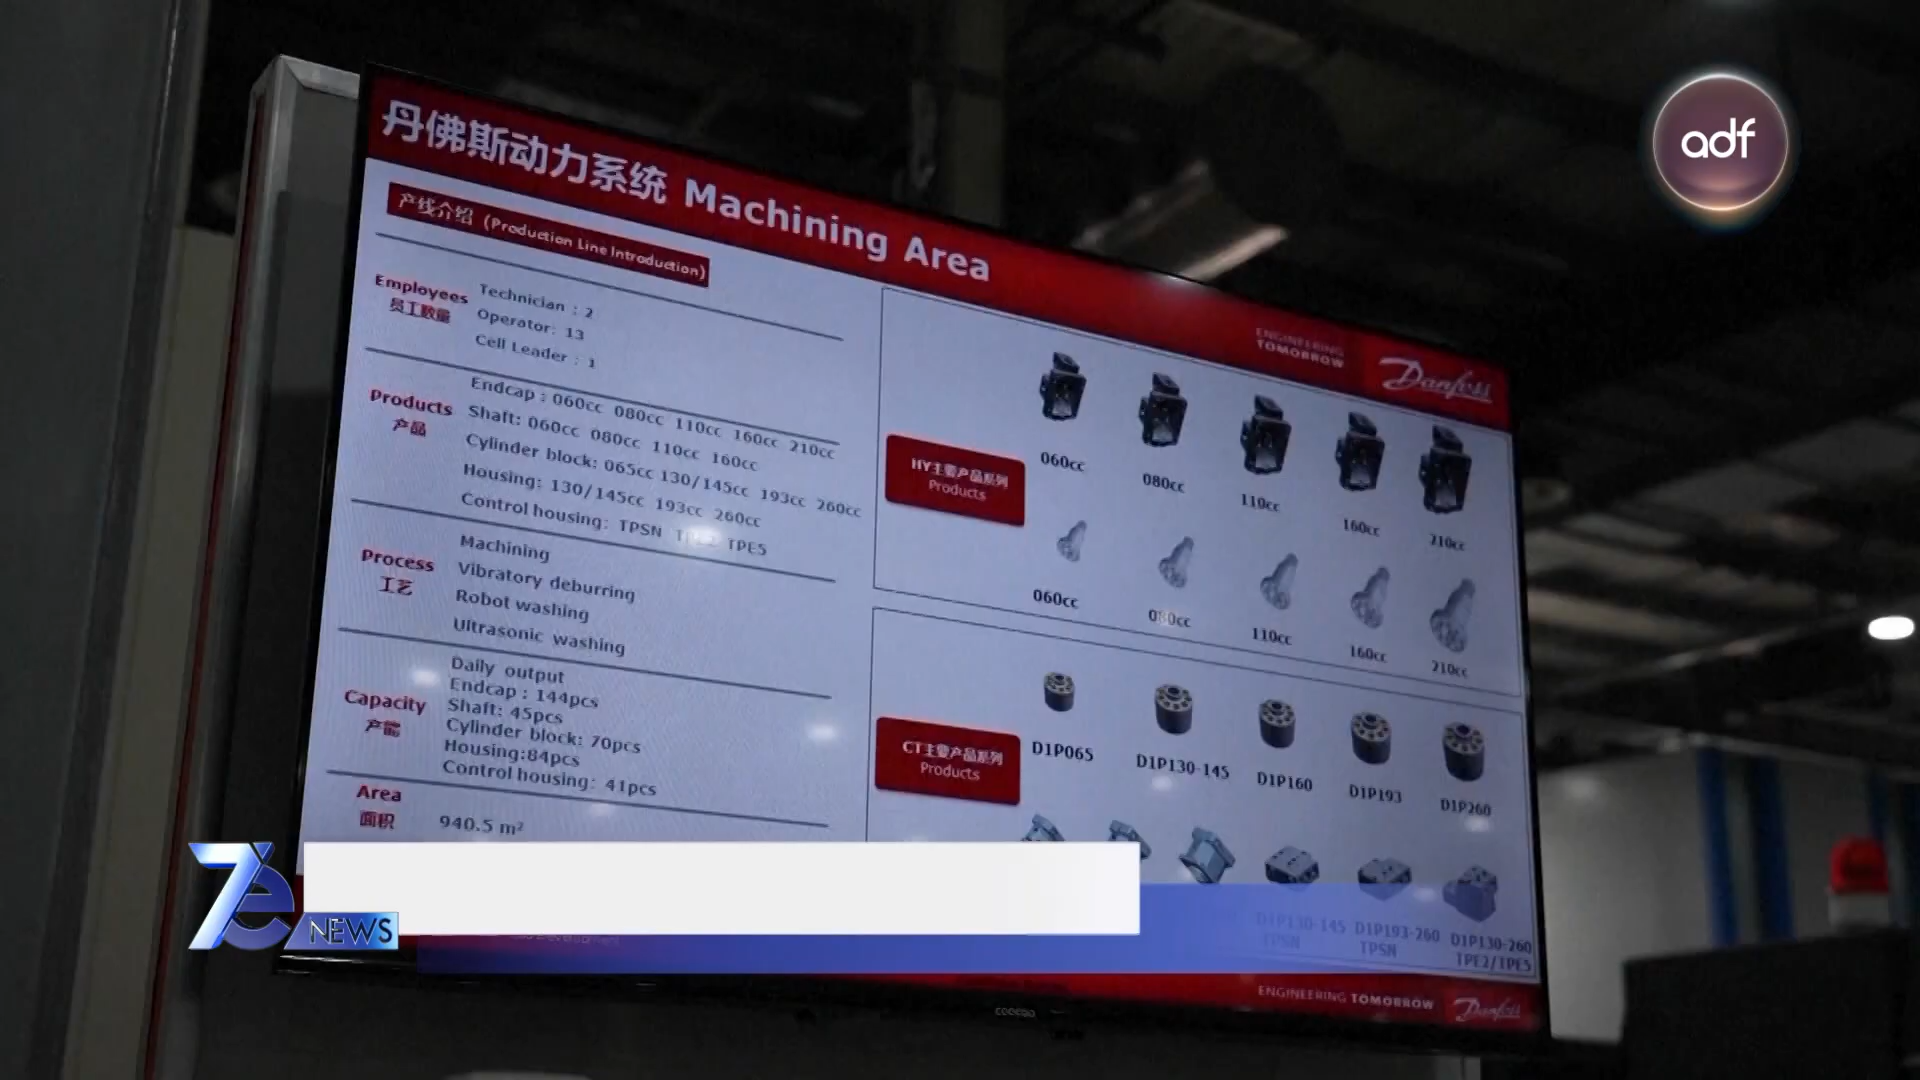 adf
丹佛斯动力系统 Machining Area
产线介绍 (Production Line Introduction)
ENGINEERING
TOMORROW
Danfoss
Employees
员工数量
Technician : 2
Operator: 13
Cell Leader : 1
Products
产品
Endcap : 060cc 080cc 110cc 160cc 210cc
Shaft: 060cc 080cc 110cc 160cc
Cylinder block: 065cc 130/145cc 193cc 260cc
Housing: 130/145cc 193cc 260cc
Control housing: TPSN TPE5
Process
工艺
Machining
Vibratory deburring
Robot washing
Ultrasonic washing
Capacity
产能
Daily output
Endcap : 144pcs
Shaft: 45pcs
Cylinder block: 70pcs
Housing:84pcs
Control housing: 41pcs
Area
面积
940.5 m²
HY主要产品系列
Products
060cc 080cc 110cc 160cc 210cc
060cc 080cc 110cc 160cc 210cc
CT主要产品系列
Products
D1P065 D1P130-145 D1P160 D1P193 D1P260
D1P130-145 D1P193-260 D1P130-260
TPSN TPSN TPE2/TPE5
ENGINEERING TOMORROW Danfoss
7e NEWS